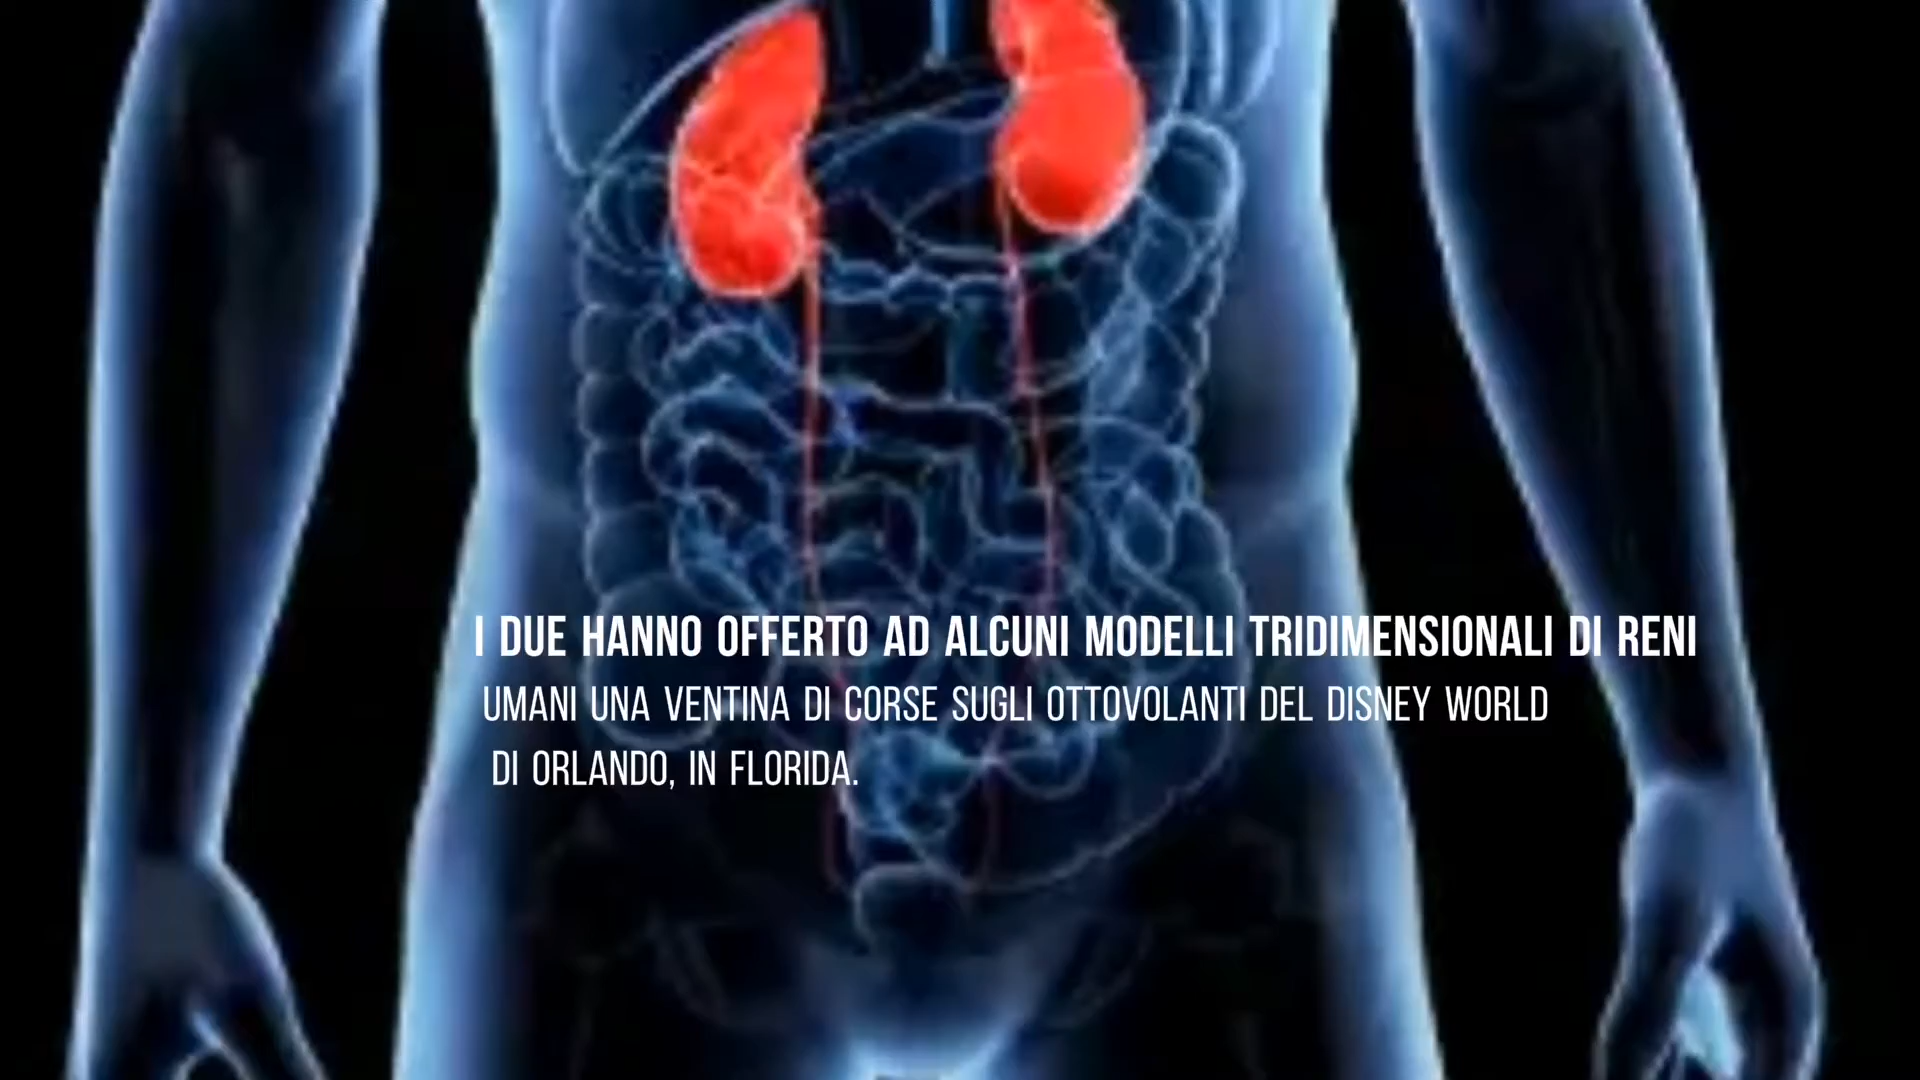 I DUE HANNO OFFERTO AD ALCUNI MODELLI TRIDIMENSIONALI DI RENI
UMANI UNA VENTINA DI CORSE SUGLI OTTOVOLANTI DEL DISNEY WORLD
DI ORLANDO, IN FLORIDA.